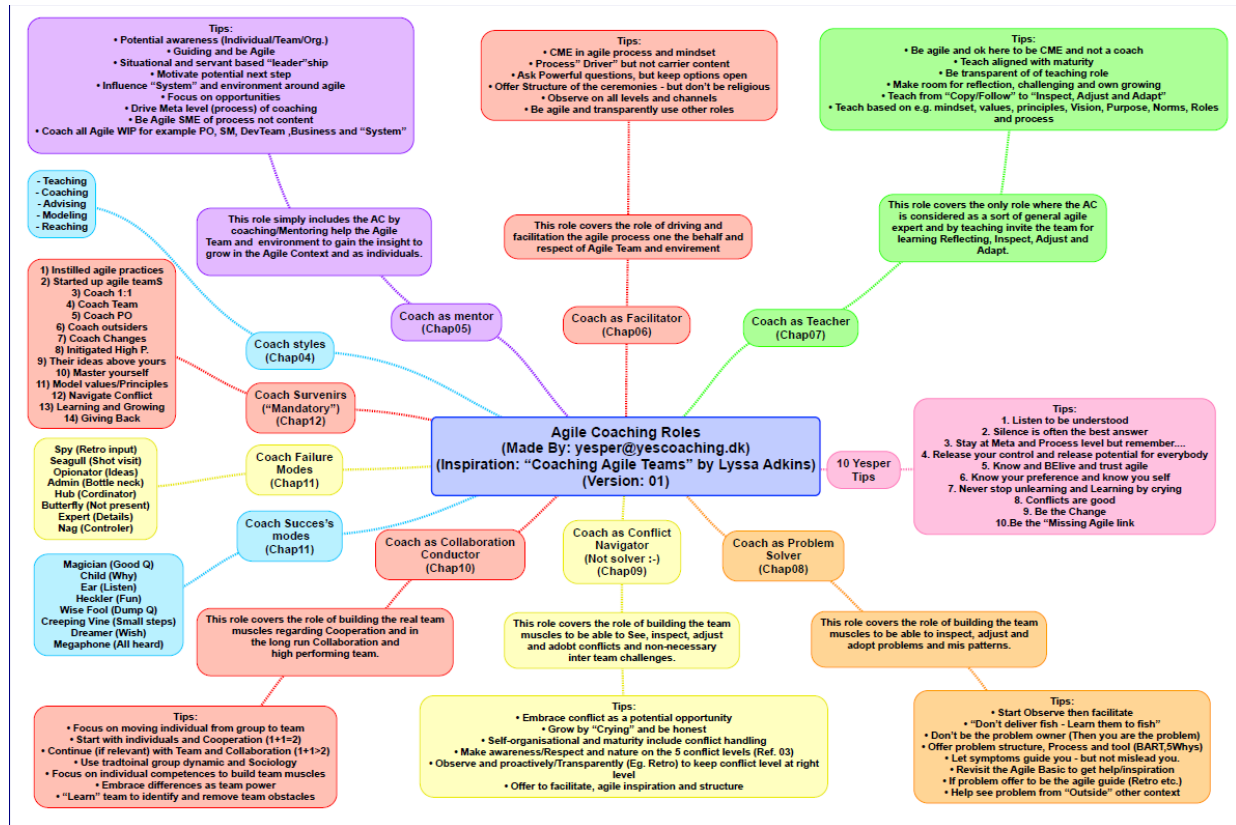 Tips:
• Potential awareness (Individual/Team/Org.)
• Guiding and be Agile
• Situational and servant based “leader”ship
• Motivate potential next step
• Influence “System” and environment around agile
• Focus on opportunities
• Drive Meta level (process) of coaching
• Be Agile SME of process not content
• Coach all Agile WIP for example PO, SM, DevTeam ,Business and “System”
Tips:
• CME in agile process and mindset
• Process” Driver” but not carrier content
• Ask Powerful questions, but keep options open
• Offer Structure of the ceremonies - but don’t be religious
• Observe on all levels and channels
• Be agile and transparently use other roles
Tips:
• Be agile and ok here to be CME and not a coach
• Teach aligned with maturity
• Be transparent of of teaching role
• Make room for reflection, challenging and own growing
• Teach from “Copy/Follow” to “Inspect, Adjust and Adapt”
• Teach based on e.g. mindset, values, principles, Vision, Purpose, Norms, Roles
and process
- Teaching
- Coaching
- Advising
- Modeling
- Reaching
This role simply includes the AC by
coaching/Mentoring help the Agile
Team and environment to gain the insight to
grow in the Agile Context and as individuals.
This role covers the role of driving and
facilitation the agile process one the behalf and
respect of Agile Team and envirement
This role covers the only role where the AC
is considered as a sort of general agile
expert and by teaching invite the team for
learning Reflecting, Inspect, Adjust and
Adapt.
1) Instilled agile practices
2) Started up agile teamS
3) Coach 1:1
4) Coach Team
5) Coach PO
6) Coach outsiders
7) Coach Changes
8) Initigated High P.
9) Their ideas above yours
10) Master yourself
11) Model values/Principles
12) Navigate Conflict
13) Learning and Growing
14) Giving Back
Coach as mentor
(Chap05)
Coach as Facilitator
(Chap06)
Coach as Teacher
(Chap07)
Coach styles
(Chap04)
Coach Survenirs
(“Mandatory”)
(Chap12)
Agile Coaching Roles
(Made By: yesper@yescoaching.dk)
(Inspiration: “Coaching Agile Teams” by Lyssa Adkins)
(Version: 01)
10 Yesper
Tips
Tips:
1. Listen to be understood
2. Silence is often the best answer
3. Stay at Meta and Process level but remember....
4. Release your control and release potential for everybody
5. Know and BElive and trust agile
6. Know your preference and know you self
7. Never stop unlearning and Learning by crying
8. Conflicts are good
9. Be the Change
10.Be the “Missing Agile link
Spy (Retro input)
Seagull (Shot visit)
Opionator (Ideas)
Admin (Bottle neck)
Hub (Cordinator)
Butterfly (Not present)
Expert (Details)
Nag (Controler)
Coach Failure
Modes
(Chap11)
Coach Succes’s
modes
(Chap11)
Coach as Collaboration
Conductor
(Chap10)
Coach as Conflict
Navigator
(Not solver :-)
(Chap09)
Coach as Problem
Solver
(Chap08)
Magician (Good Q)
Child (Why)
Ear (Listen)
Heckler (Fun)
Wise Fool (Dump Q)
Creeping Vine (Small steps)
Dreamer (Wish)
Megaphone (All heard)
This role covers the role of building the real team
muscles regarding Cooperation and in
the long run Collaboration and
high performing team.
This role covers the role of building the team
muscles to be able to See, inspect, adjust
and adobt conflicts and non-necessary
inter team challenges.
This role covers the role of building the team
muscles to be able to inspect, adjust and
adopt problems and mis patterns.
Tips:
• Focus on moving individual from group to team
• Start with individuals and Cooperation (1+1=2)
• Continue (if relevant) with Team and Collaboration (1+1>2)
• Use tradtoinal group dynamic and Sociology
• Focus on individual competences to build team muscles
• Embrace differences as team power
• “Learn” team to identify and remove team obstacles
Tips:
• Embrace conflict as a potential opportunity
• Grow by “Crying” and be honest
• Self-organisational and maturity include conflict handling
• Make awareness/Respect and nature on the 5 conflict levels (Ref. 03)
• Observe and proactively/Transparently (Eg. Retro) to keep conflict level at right
level
• Offer to facilitate, agile inspiration and structure
Tips:
• Start Observe then facilitate
• “Don’t deliver fish - Learn them to fish”
• Don’t be the problem owner (Then you are the problem)
• Offer problem structure, Process and tool (BART,5Whys)
• Let symptoms guide you - but not mislead you.
• Revisit the Agile Basic to get help/inspiration
• If problem offer to be the agile guide (Retro etc.)
• Help see problem from “Outside” other context